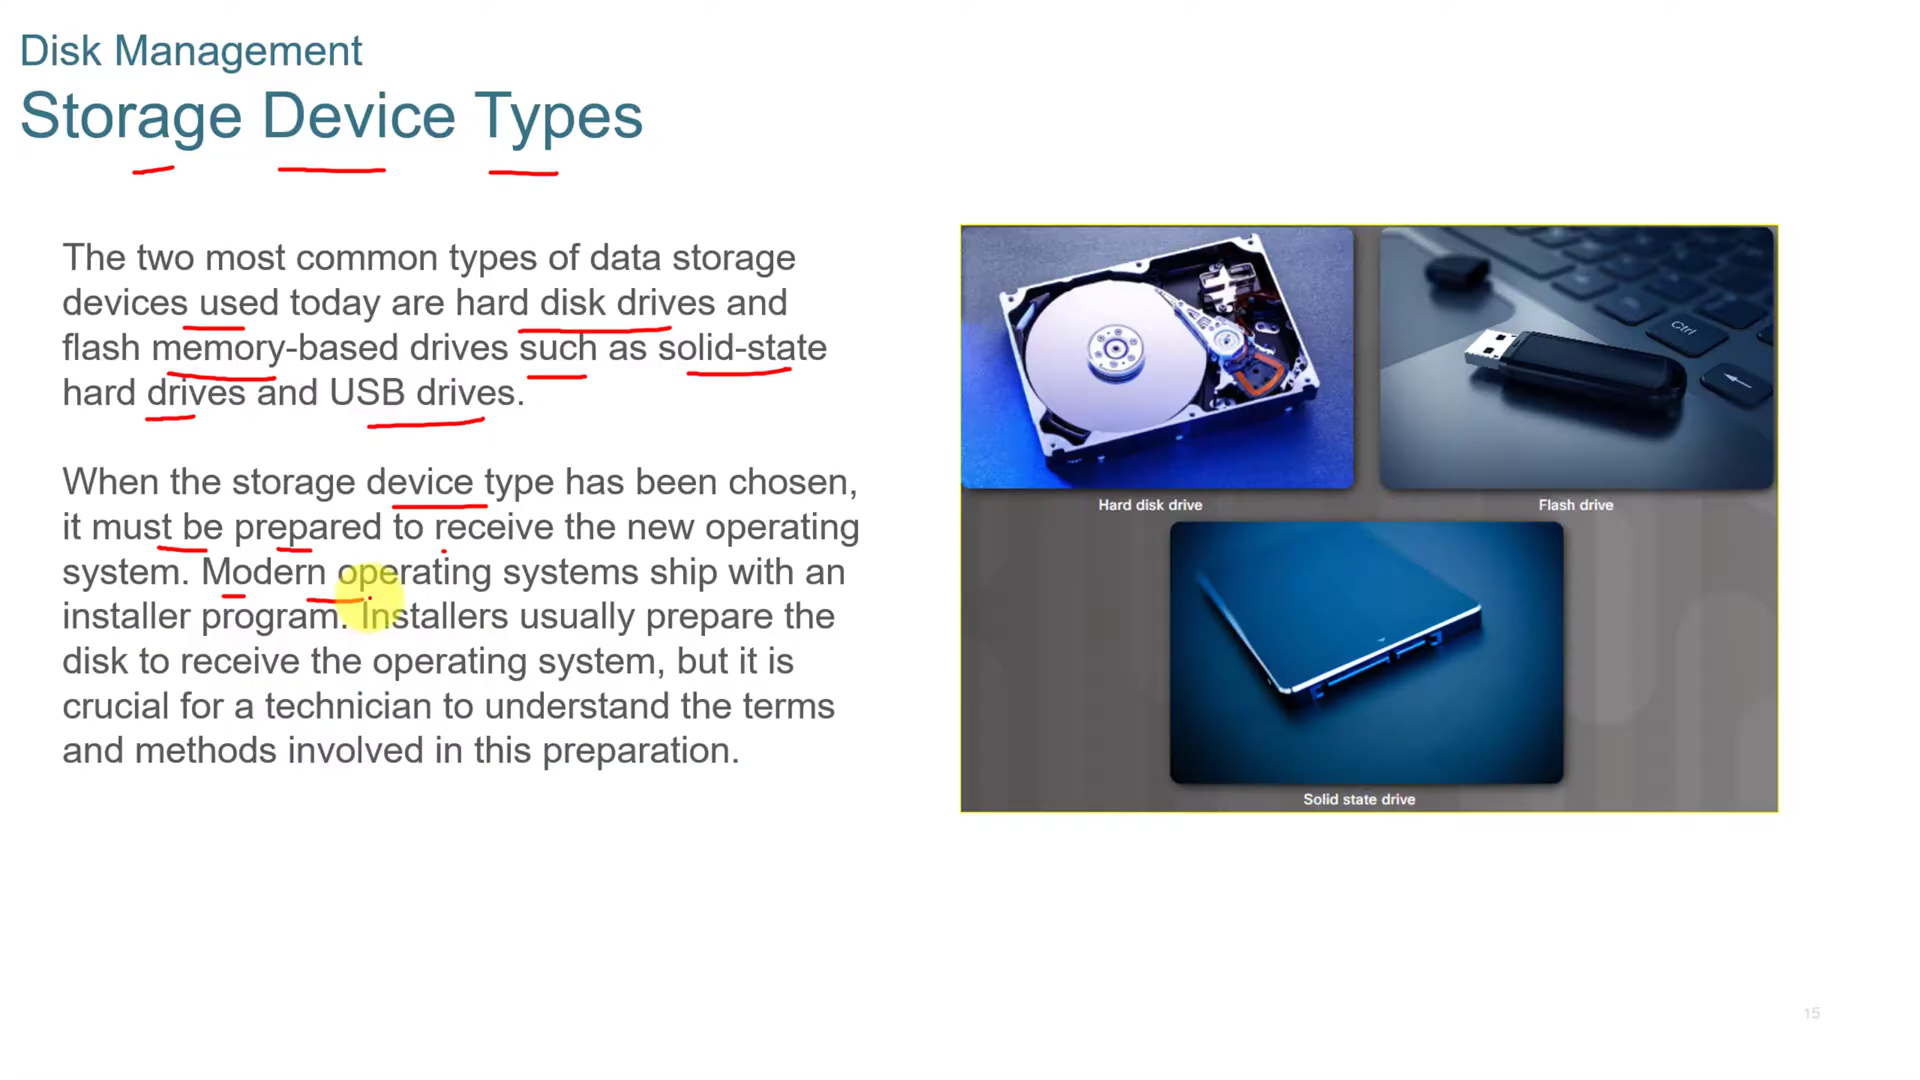 Disk Management
Storage Device Types
The two most common types of data storage
devices used today are hard disk drives and
flash memory-based drives such as solid-state
hard drives and USB drives.
When the storage device type has been chosen,
it must be prepared to receive the new operating
system. Modern operating systems ship with an
installer program. Installers usually prepare the
disk to receive the operating system, but it is
crucial for a technician to understand the terms
and methods involved in this preparation.
Ctrl
Hard disk drive
Flash drive
Solid state drive
15